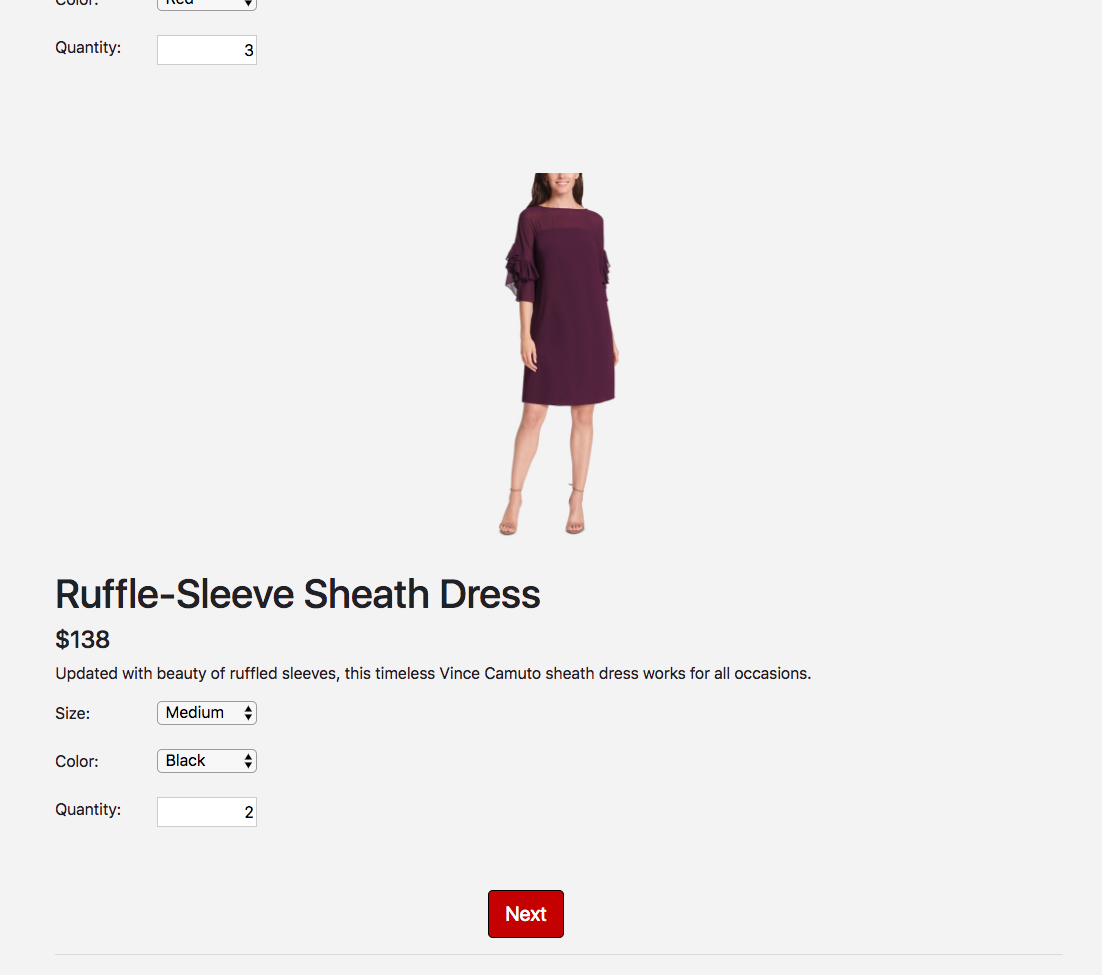 Color: Red
Quantity: 3
Ruffle-Sleeve Sheath Dress
$138
Updated with beauty of ruffled sleeves, this timeless Vince Camuto sheath dress works for all occasions.
Size: Medium
Color: Black
Quantity: 2
Next